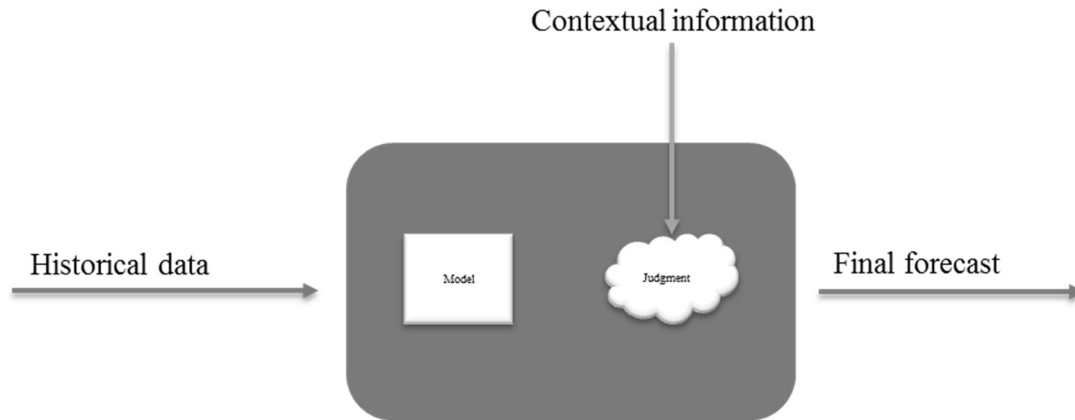 Contextual information
Historical data
Model
Judgment
Final forecast